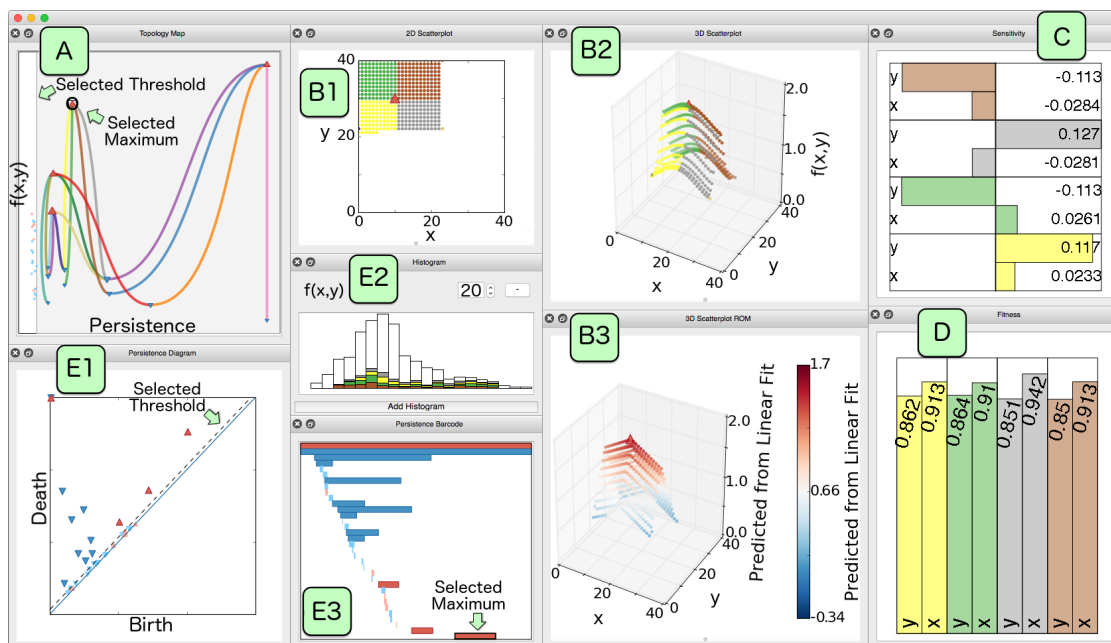 Topology Map
A
Selected Threshold
Selected
Maximum
f(x,y)
Persistence
2D Scatterplot
B1
40
y
20
0
0
20
40
x
3D Scatterplot
B2
2.0
1.0
0.0
f(x,y)
0
20
40
x
0
20
40
y
Sensitivity
C
y
-0.113
x
-0.0284
y
0.127
x
-0.0281
y
-0.113
x
0.0261
y
0.117
x
0.0233
Histogram
E2
f(x,y)
20
-
Add Histogram
Persistence Diagram
E1
Selected
Threshold
Death
Birth
Persistence Barcode
E3
Selected
Maximum
3D Scatterplot ROM
B3
2.0
1.0
0.0
Predicted from Linear Fit
0
20
40
x
0
20
40
y
1.7
0.66
-0.34
Predicted from Linear Fit
Fitness
D
0.862
0.913
0.864
0.91
0.851
0.942
0.85
0.913
y
x
y
x
y
x
y
x